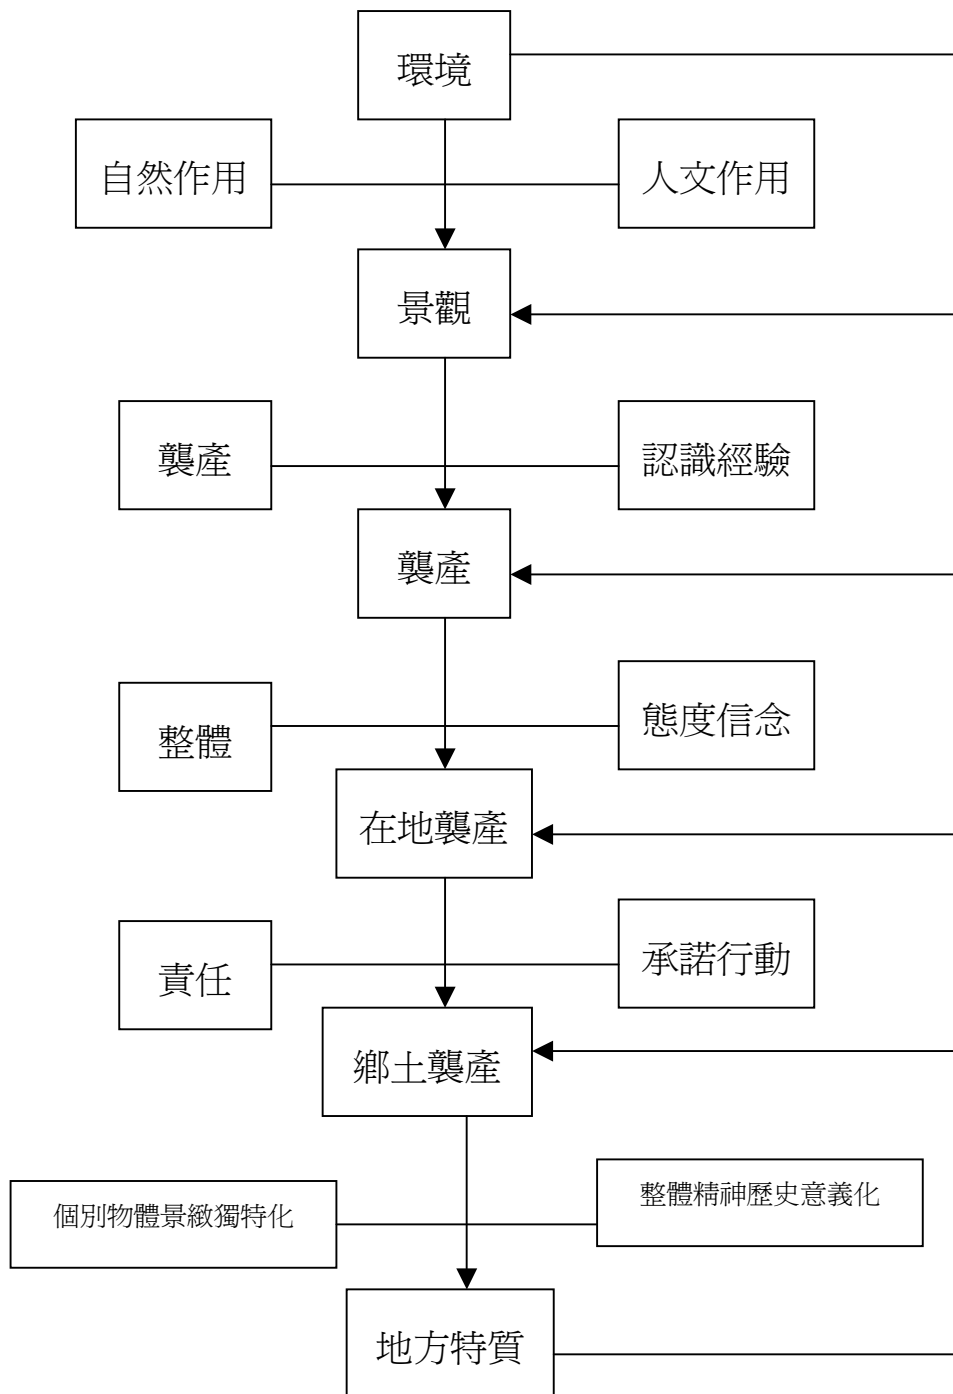 環境
自然作用
人文作用
景觀
襲產
認識經驗
襲產
整體
態度信念
在地襲產
責任
承諾行動
鄉土襲產
個別物體景緻獨特化
整體精神歷史意義化
地方特質